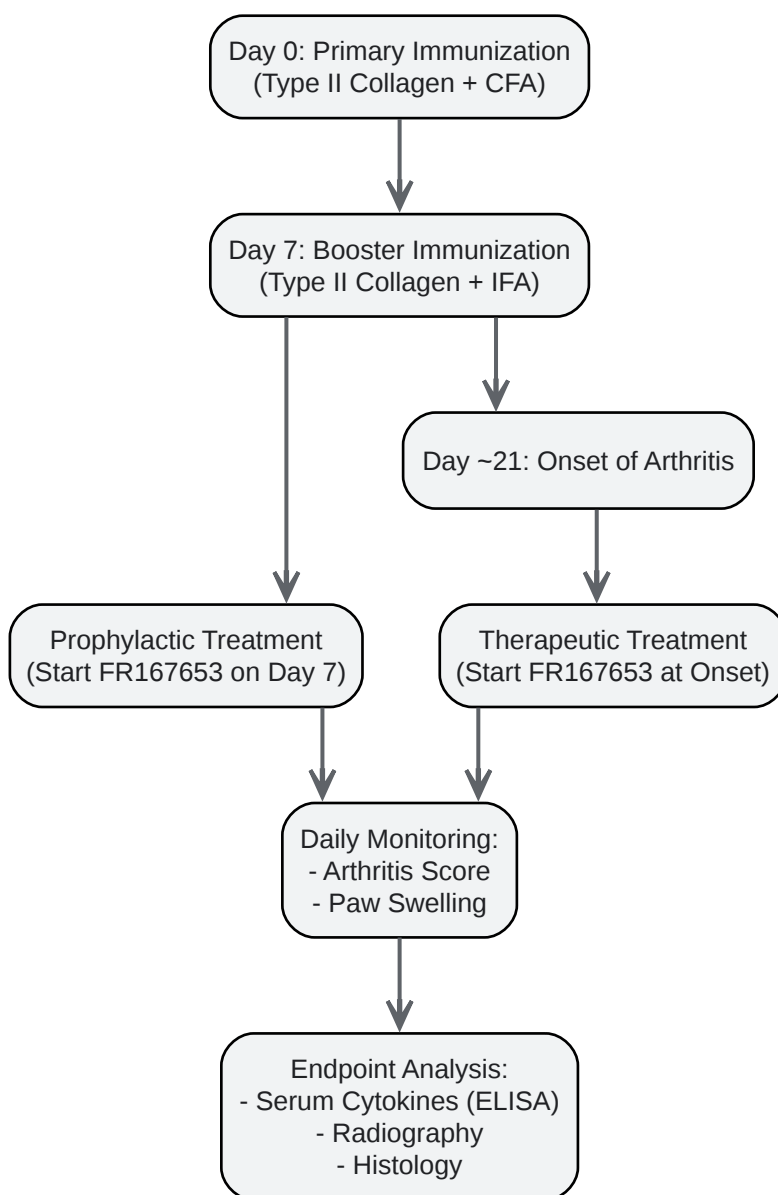 Day 0: Primary Immunization
(Type II Collagen + CFA)
Day 7: Booster Immunization
(Type II Collagen + IFA)
Day ~21: Onset of Arthritis
Prophylactic Treatment
(Start FR167653 on Day 7)
Therapeutic Treatment
(Start FR167653 at Onset)
Daily Monitoring:
- Arthritis Score
- Paw Swelling
Endpoint Analysis:
- Serum Cytokines (ELISA)
- Radiography
- Histology